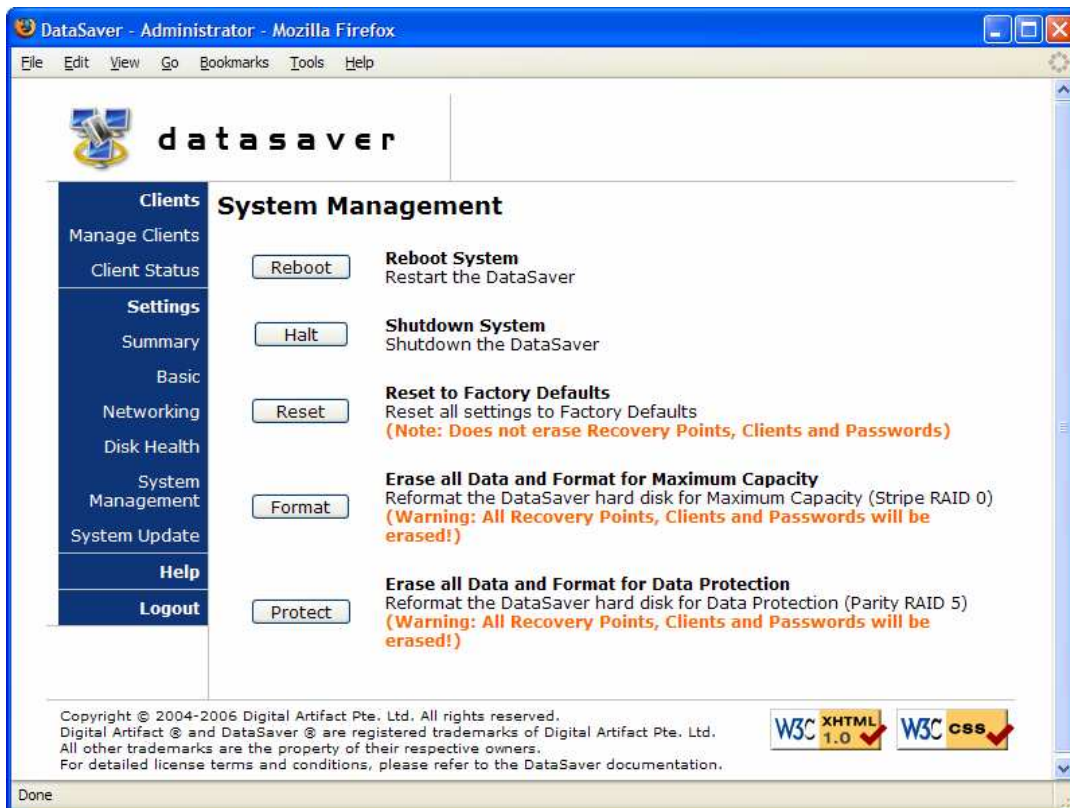 DataSaver - Administrator - Mozilla Firefox
File Edit View Go Bookmarks Tools Help
datasaver
Clients
Manage Clients
Client Status
Settings
Summary
Basic
Networking
Disk Health
System
Management
System Update
Help
Logout
System Management
Reboot
Reboot System
Restart the DataSaver
Halt
Shutdown System
Shutdown the DataSaver
Reset
Reset to Factory Defaults
Reset all settings to Factory Defaults
(Note: Does not erase Recovery Points, Clients and Passwords)
Format
Erase all Data and Format for Maximum Capacity
Reformat the DataSaver hard disk for Maximum Capacity (Stripe RAID 0)
(Warning: All Recovery Points, Clients and Passwords will be
erased!)
Protect
Erase all Data and Format for Data Protection
Reformat the DataSaver hard disk for Data Protection (Parity RAID 5)
(Warning: All Recovery Points, Clients and Passwords will be
erased!)
Copyright © 2004-2006 Digital Artifact Pte. Ltd. All rights reserved.
Digital Artifact ® and DataSaver ® are registered trademarks of Digital Artifact Pte. Ltd.
All other trademarks are the property of their respective owners.
For detailed license terms and conditions, please refer to the DataSaver documentation.
W3C XHTML 1.0
W3C css
Done